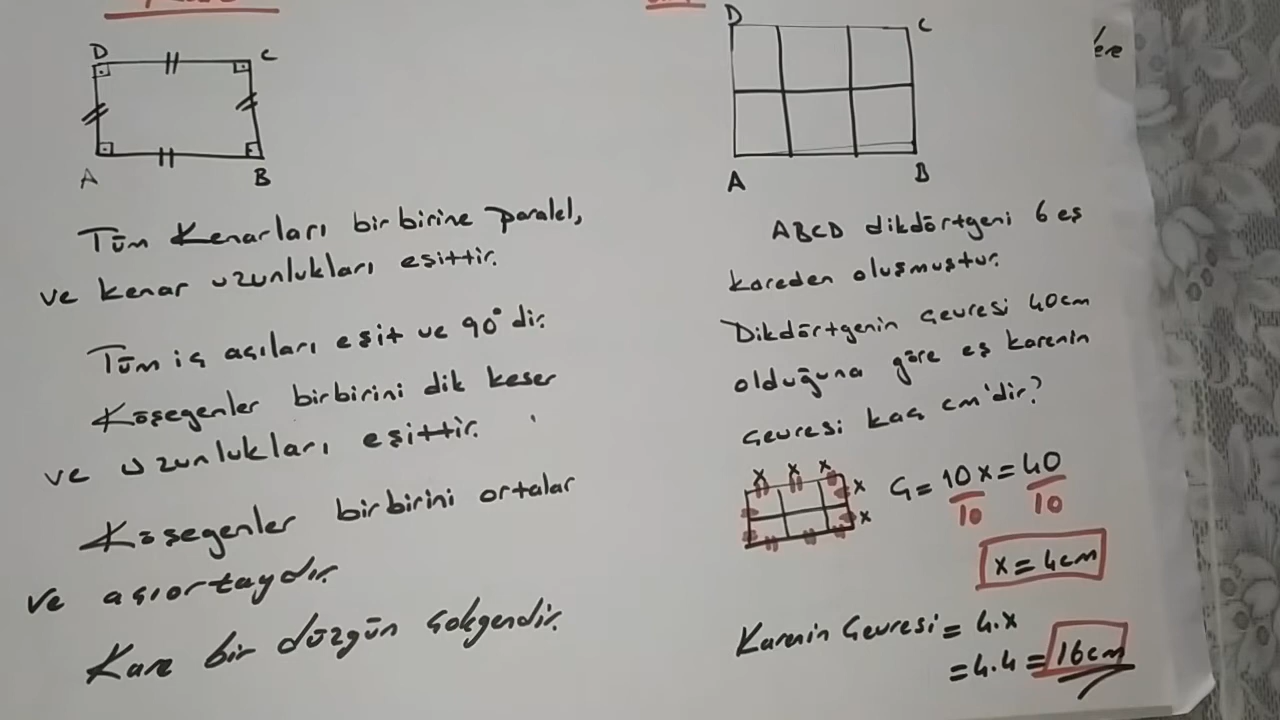 D C
A B
Tüm Kenarları birbirine paralel,
ve kenar uzunlukları eşittir.
Tüm iç açıları eşit ve 90° dir.
Köşegenler birbirini dik keser
ve uzunlukları eşittir.
Köşegenler birbirini ortalar
ve açıortaydır.
Kare bir düzgün çokgendir.
D C
A B
ABCD dikdörtgeni 6 eş
kareden oluşmuştur.
Dikdörtgenin çevresi 40cm
olduğuna göre eş karenin
çevresi kaç cm'dir?
x x x
x
x
Ç = 10x = 40
10 10
x = 4cm
Karenin Çevresi = 4.x
= 4.4 = 16cm